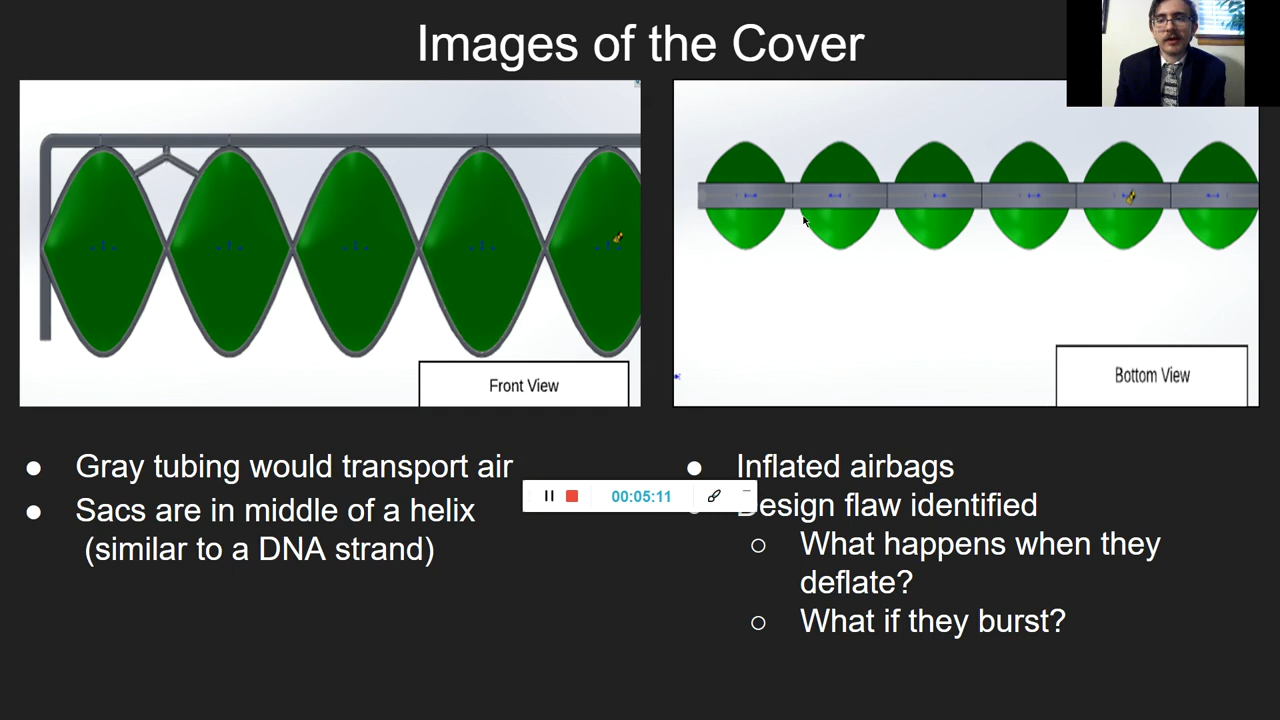 Images of the Cover
Front View
Bottom View
● Gray tubing would transport air
● Sacs are in middle of a helix
(similar to a DNA strand)
00:05:11
● Inflated airbags
Design flaw identified
○ What happens when they
deflate?
○ What if they burst?